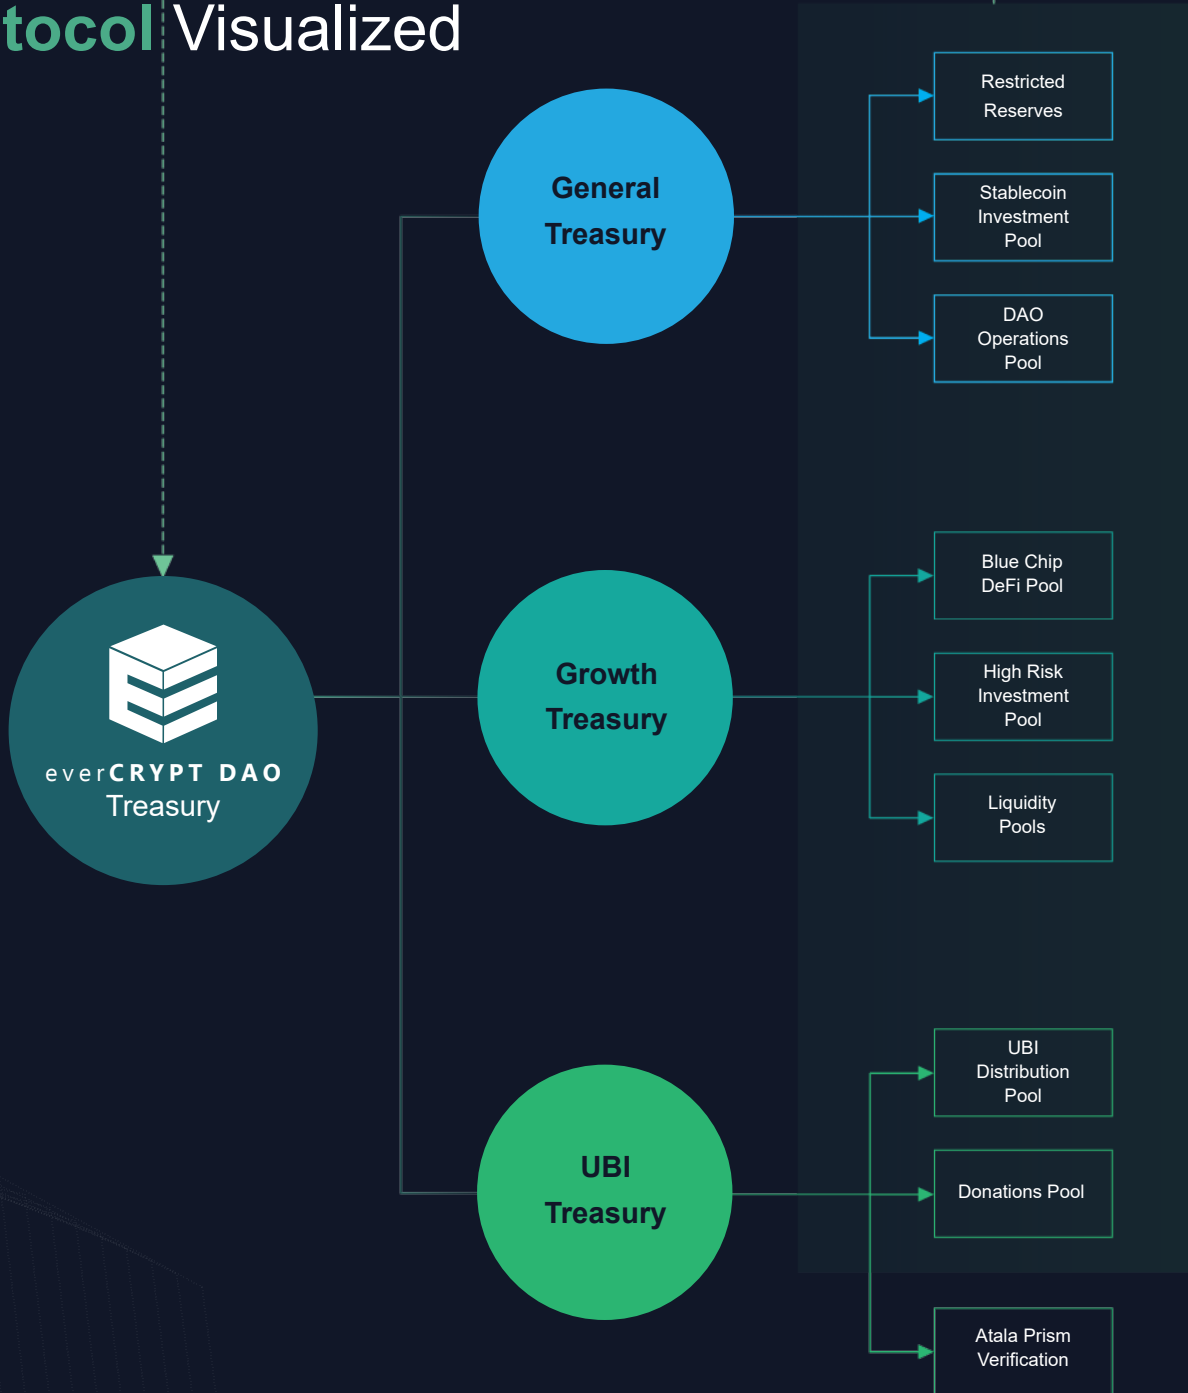 tocol Visualized
General
Treasury
Restricted
Reserves
Stablecoin
Investment
Pool
DAO
Operations
Pool
everCRYPT DAO
Treasury
Growth
Treasury
Blue Chip
DeFi Pool
High Risk
Investment
Pool
Liquidity
Pools
UBI
Treasury
UBI
Distribution
Pool
Donations Pool
Atala Prism
Verification